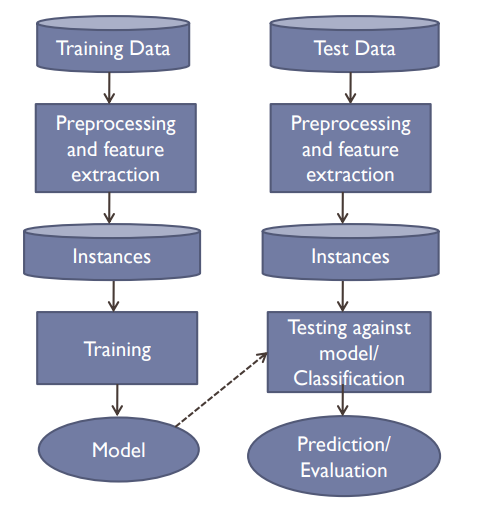 Training Data
Preprocessing
and feature
extraction
Instances
Training
Model
Test Data
Preprocessing
and feature
extraction
Instances
Testing against
model/
Classification
Prediction/
Evaluation